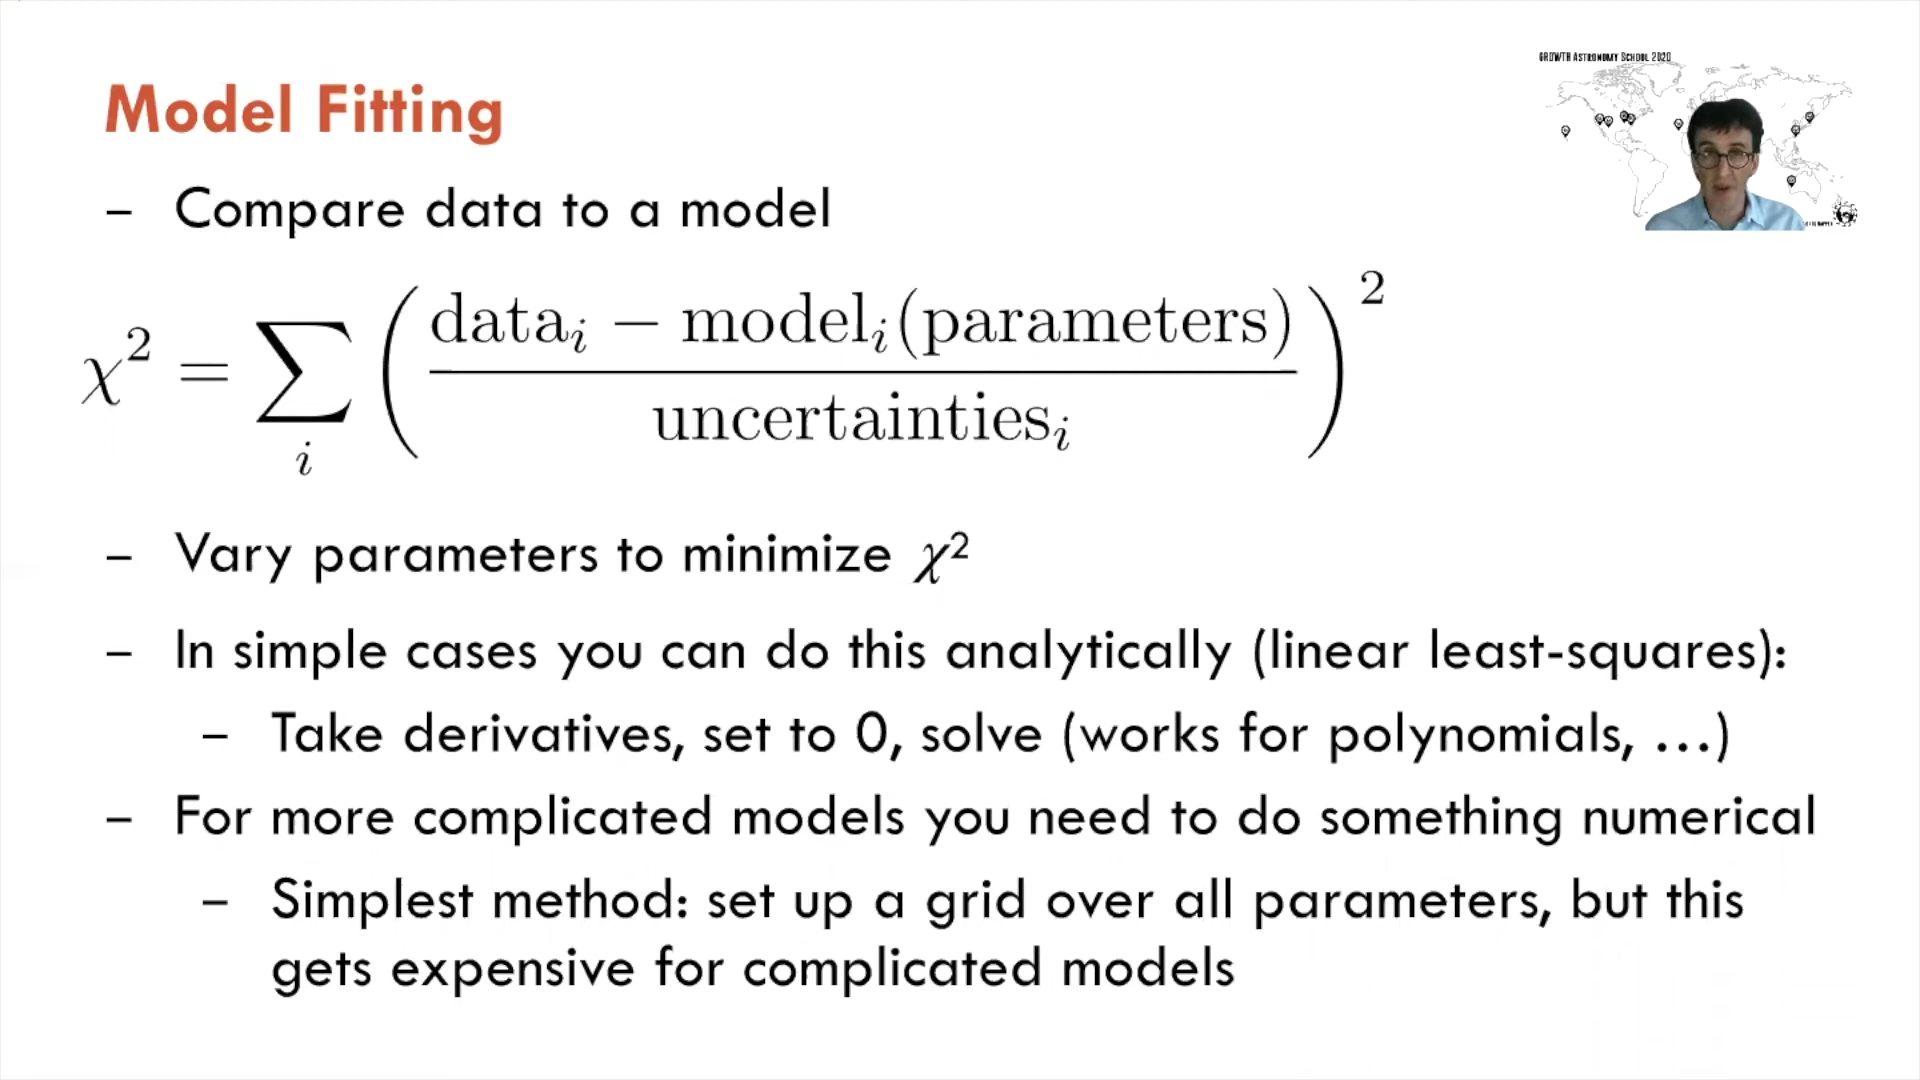 GROWTH ASTRONOMY SCHOOL 2020
Model Fitting
– Compare data to a model
χ² = ∑ᵢ ( (dataᵢ − modelᵢ(parameters)) / uncertaintiesᵢ )²
– Vary parameters to minimize χ²
– In simple cases you can do this analytically (linear least-squares):
– Take derivatives, set to 0, solve (works for polynomials, …)
– For more complicated models you need to do something numerical
– Simplest method: set up a grid over all parameters, but this
gets expensive for complicated models